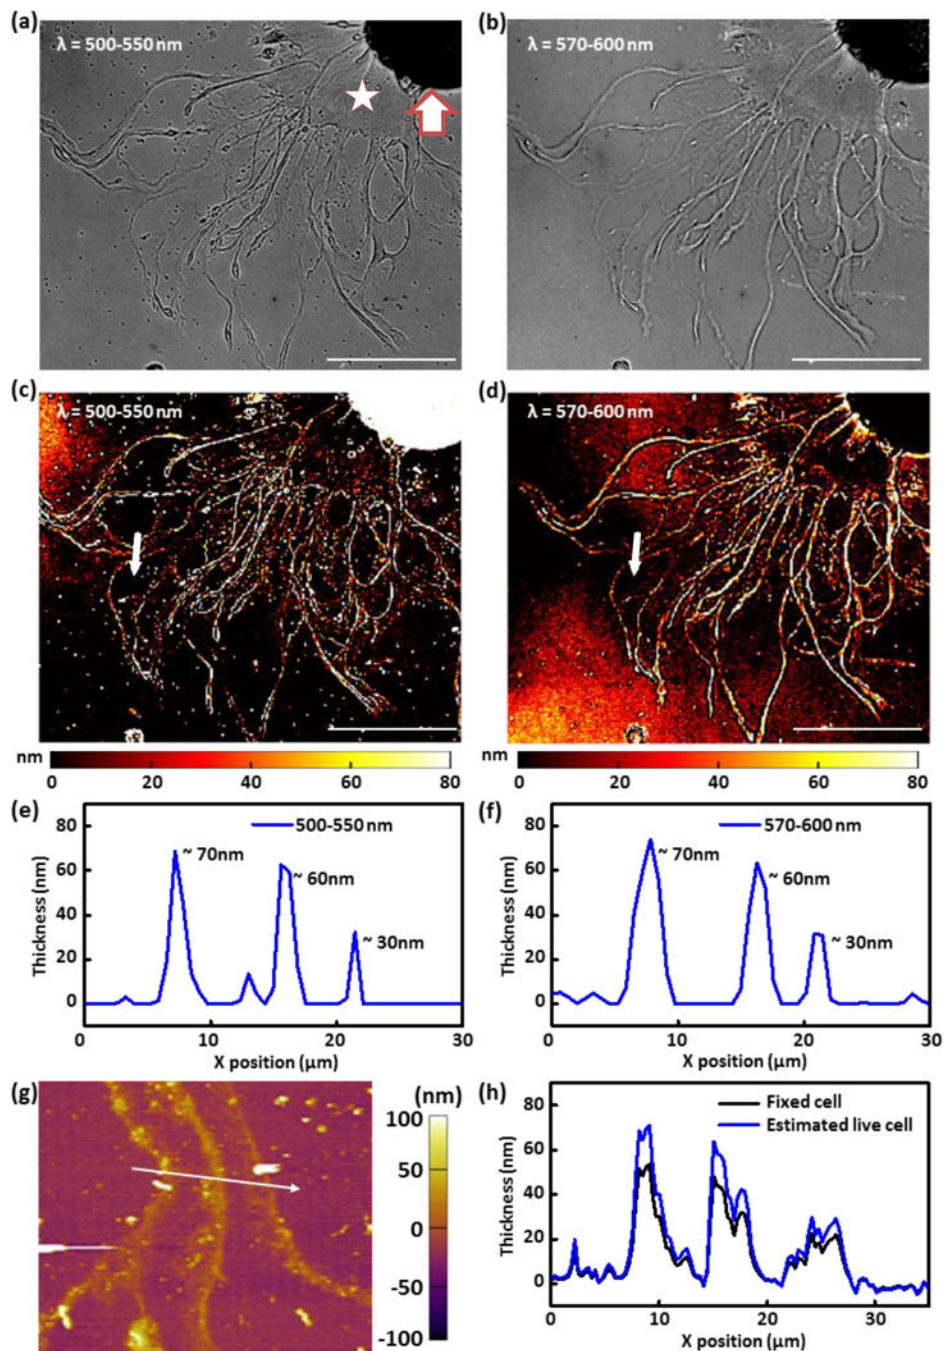 (a)
λ = 500-550 nm
(b)
λ = 570-600 nm
(c)
λ = 500-550 nm
(d)
λ = 570-600 nm
nm
0 20 40 60 80
nm
0 20 40 60 80
(e)
80
60
40
20
0
Thickness (nm)
500-550 nm
~ 70nm
~ 60nm
~ 30nm
0 10 20 30
X position (μm)
(f)
80
60
40
20
0
Thickness (nm)
570-600 nm
~ 70nm
~ 60nm
~ 30nm
0 10 20 30
X position (μm)
(g)
(nm)
100
50
0
-50
-100
(h)
80
60
40
20
0
Thickness (nm)
Fixed cell
Estimated live cell
0 10 20 30
X position (μm)